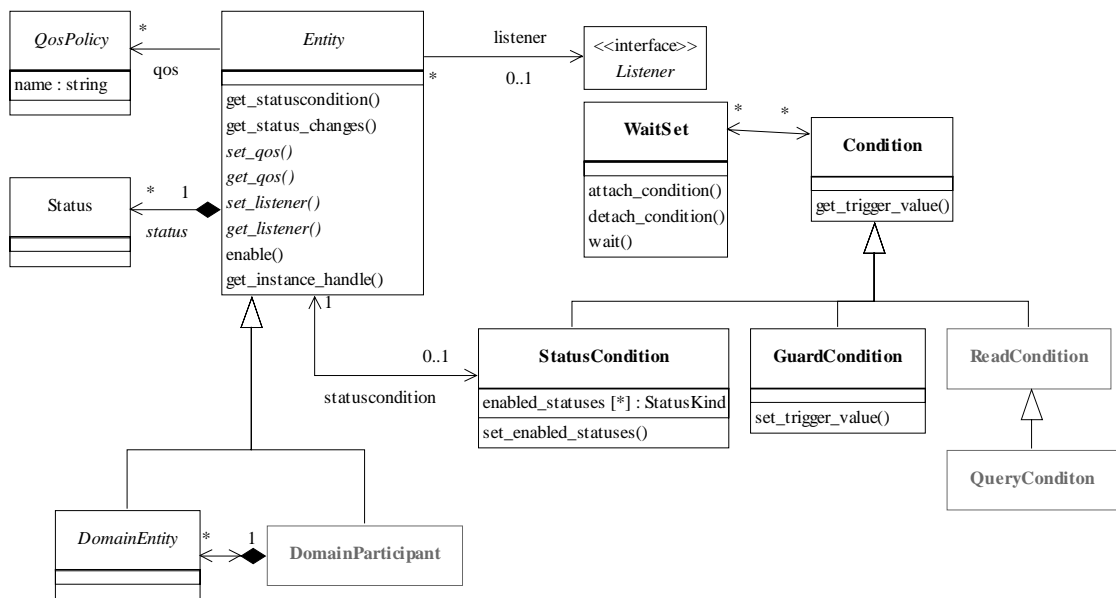 QosPolicy
name : string
*
qos
Entity
get_statuscondition()
get_status_changes()
set_qos()
get_qos()
set_listener()
get_listener()
enable()
get_instance_handle()
*
listener
0..1
<<interface>>
Listener
WaitSet
attach_condition()
detach_condition()
wait()
*
*
Condition
get_trigger_value()
Status
*
1
status
1
0..1
statuscondition
StatusCondition
enabled_statuses [*] : StatusKind
set_enabled_statuses()
GuardCondition
set_trigger_value()
ReadCondition
QueryConditon
DomainEntity
*
1
DomainParticipant